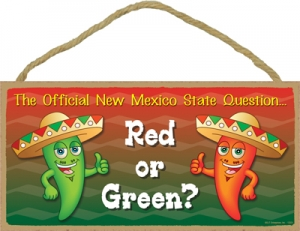 The Official New Mexico State Question...
Red
or
Green?